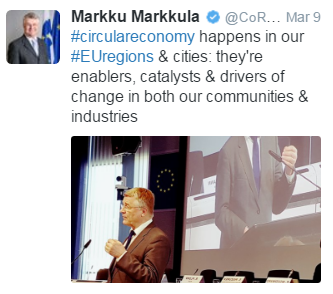 Markku Markkula @CoR... Mar 9
#circulareconomy happens in our
#EUregions & cities: they're
enablers, catalysts & drivers of
change in both our communities &
industries